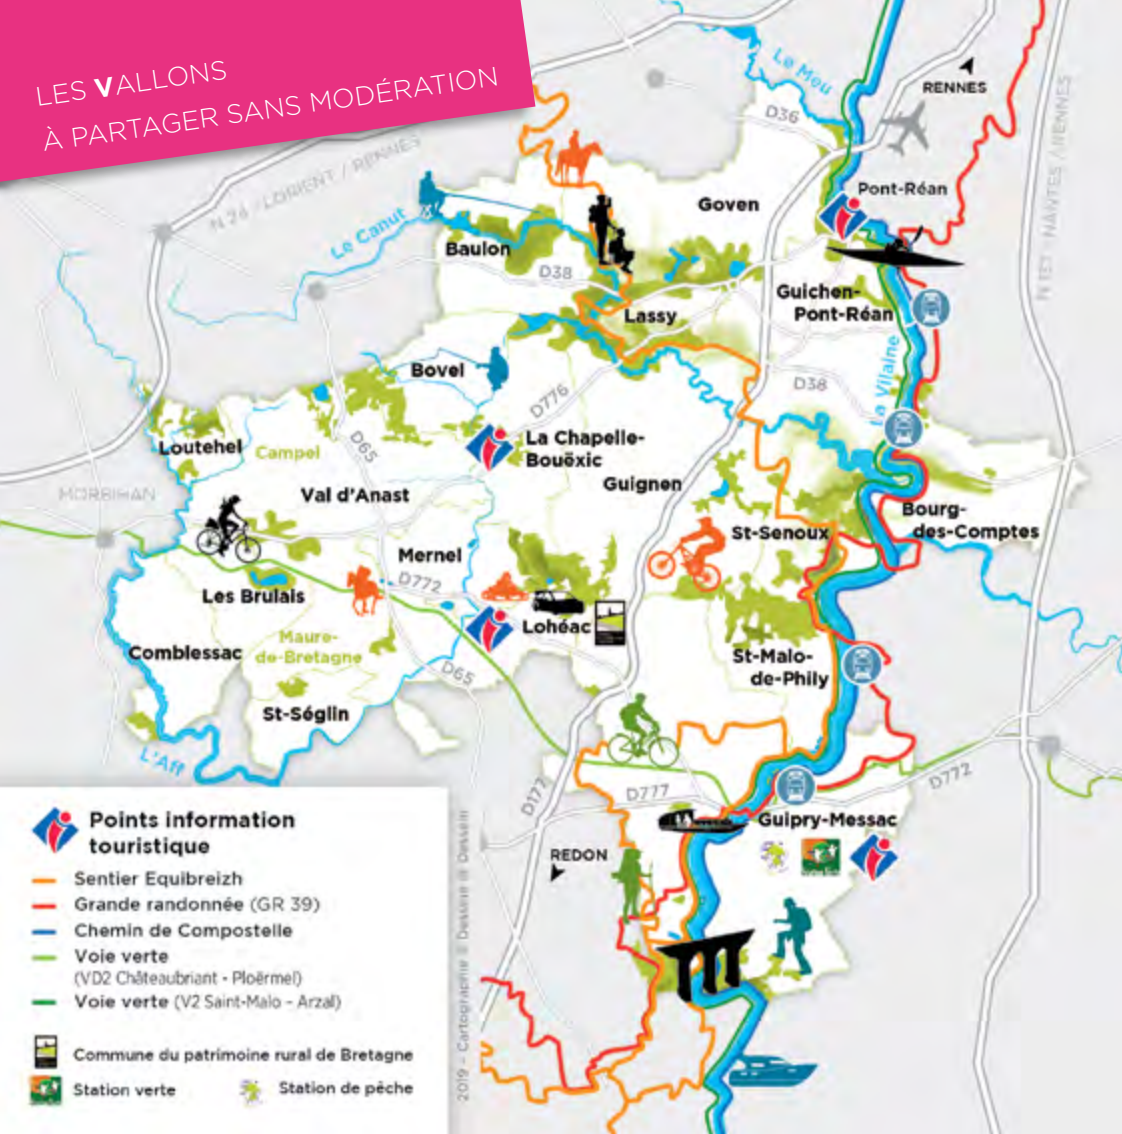 LES VALLONS
À PARTAGER SANS MODÉRATION
Le Meu
RENNES
D36
N 24 - LORIENT / RENNES
N 137 - NANTES / RENNES
Pont-Réan
Goven
Le Canut
Baulon
D38
Guichen-
Pont-Réan
Lassy
La Vilaine
Bovel
D776
D38
Loutehel
Campel
D65
La Chapelle-
Bouëxic
Guignen
MORBIHAN
Val d'Anast
Bourg-
des-Comptes
St-Senoux
Mernel
D772
Les Brulais
Lohéac
Maure-
de-Bretagne
Comblessac
D65
St-Malo-
de-Phily
St-Séglin
L'Aff
D177
D777
D772
Guipry-Messac
REDON
Points information
touristique
Sentier Equibreizh
Grande randonnée (GR 39)
Chemin de Compostelle
Voie verte
(VD2 Châteaubriant - Ploërmel)
Voie verte (V2 Saint-Malo - Arzal)
Commune du patrimoine rural de Bretagne
Station verte
Station de pêche
2019 - Cartographie © Dessine © Dessein